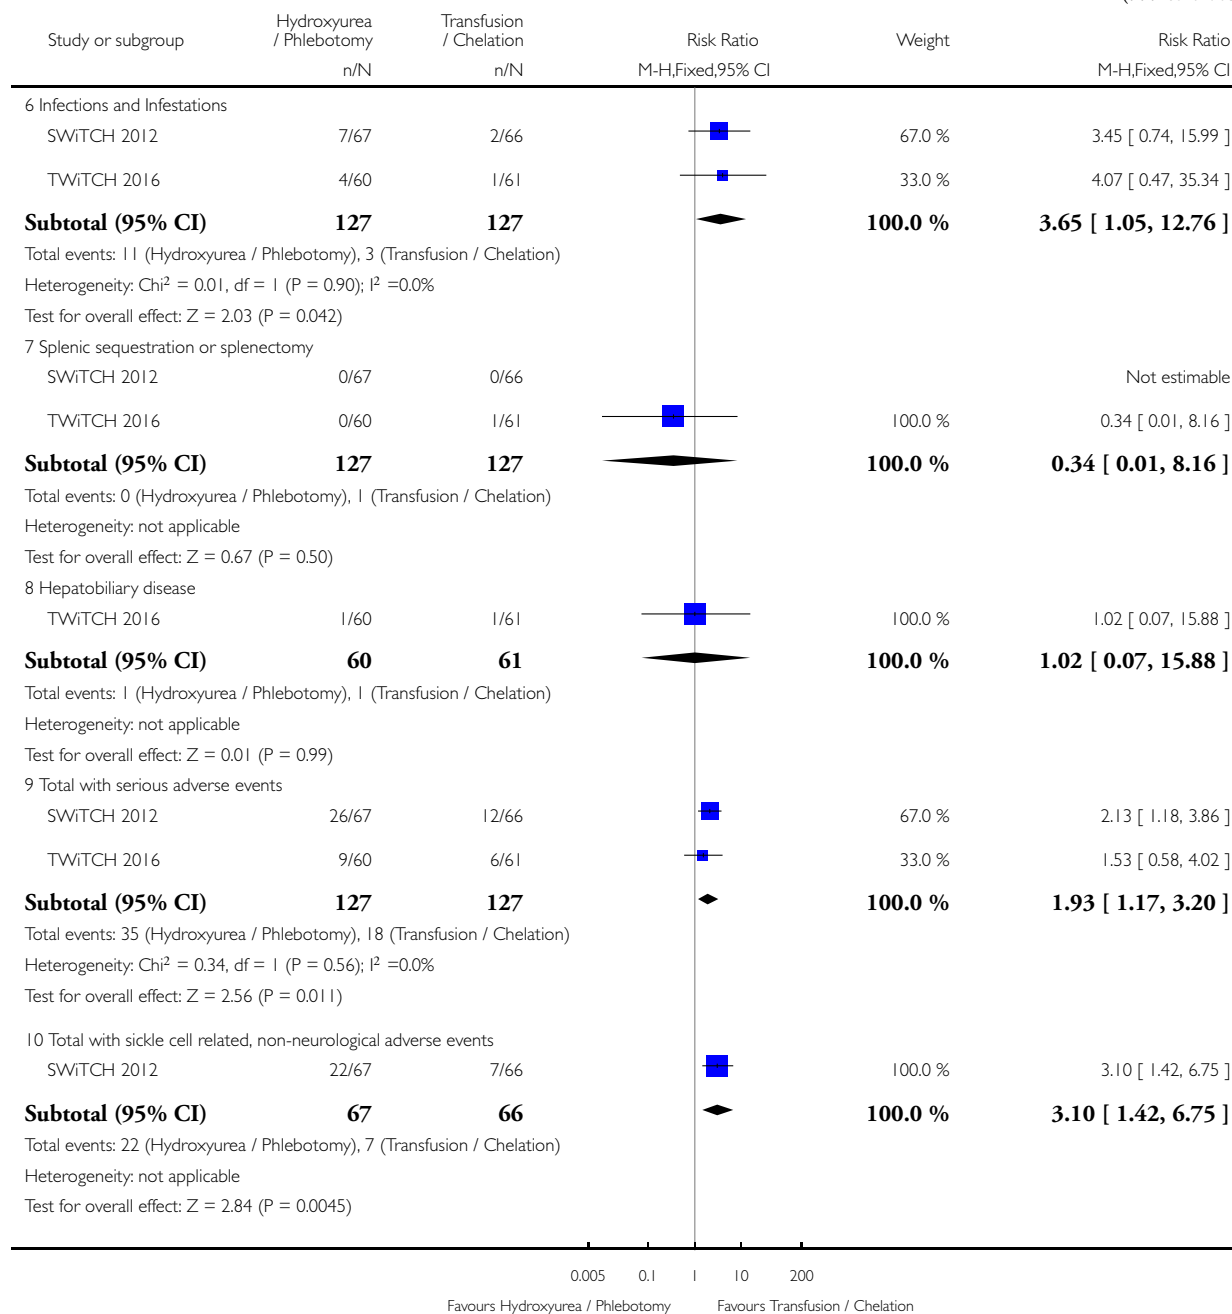 Study or subgroup Hydroxyurea / Phlebotomy Transfusion / Chelation Risk Ratio Weight Risk Ratio
n/N n/N M-H,Fixed,95% CI M-H,Fixed,95% CI
6 Infections and Infestations
SWiTCH 2012 7/67 2/66 67.0 % 3.45 [ 0.74, 15.99 ]
TWiTCH 2016 4/60 1/61 33.0 % 4.07 [ 0.47, 35.34 ]
Subtotal (95% CI) 127 127 100.0 % 3.65 [ 1.05, 12.76 ]
Total events: 11 (Hydroxyurea / Phlebotomy), 3 (Transfusion / Chelation)
Heterogeneity: Chi² = 0.01, df = 1 (P = 0.90); I² =0.0%
Test for overall effect: Z = 2.03 (P = 0.042)
7 Splenic sequestration or splenectomy
SWiTCH 2012 0/67 0/66 Not estimable
TWiTCH 2016 0/60 1/61 100.0 % 0.34 [ 0.01, 8.16 ]
Subtotal (95% CI) 127 127 100.0 % 0.34 [ 0.01, 8.16 ]
Total events: 0 (Hydroxyurea / Phlebotomy), 1 (Transfusion / Chelation)
Heterogeneity: not applicable
Test for overall effect: Z = 0.67 (P = 0.50)
8 Hepatobiliary disease
TWiTCH 2016 1/60 1/61 100.0 % 1.02 [ 0.07, 15.88 ]
Subtotal (95% CI) 60 61 100.0 % 1.02 [ 0.07, 15.88 ]
Total events: 1 (Hydroxyurea / Phlebotomy), 1 (Transfusion / Chelation)
Heterogeneity: not applicable
Test for overall effect: Z = 0.01 (P = 0.99)
9 Total with serious adverse events
SWiTCH 2012 26/67 12/66 67.0 % 2.13 [ 1.18, 3.86 ]
TWiTCH 2016 9/60 6/61 33.0 % 1.53 [ 0.58, 4.02 ]
Subtotal (95% CI) 127 127 100.0 % 1.93 [ 1.17, 3.20 ]
Total events: 35 (Hydroxyurea / Phlebotomy), 18 (Transfusion / Chelation)
Heterogeneity: Chi² = 0.34, df = 1 (P = 0.56); I² =0.0%
Test for overall effect: Z = 2.56 (P = 0.011)
10 Total with sickle cell related, non-neurological adverse events
SWiTCH 2012 22/67 7/66 100.0 % 3.10 [ 1.42, 6.75 ]
Subtotal (95% CI) 67 66 100.0 % 3.10 [ 1.42, 6.75 ]
Total events: 22 (Hydroxyurea / Phlebotomy), 7 (Transfusion / Chelation)
Heterogeneity: not applicable
Test for overall effect: Z = 2.84 (P = 0.0045)
0.005 0.1 1 10 200
Favours Hydroxyurea / Phlebotomy Favours Transfusion / Chelation